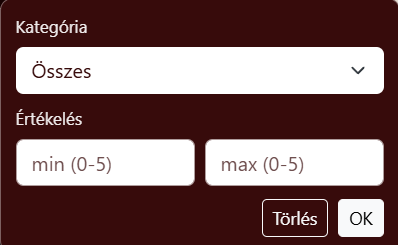 Kategória
Összes
Értékelés
min (0-5) max (0-5)
Törlés OK